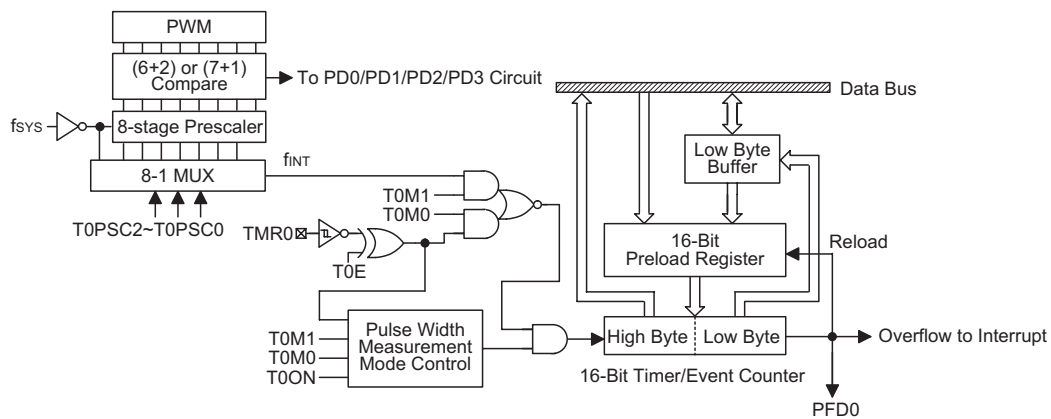 PWM
(6+2) or (7+1)
Compare
To PD0/PD1/PD2/PD3 Circuit
Data Bus
fSYS
8-stage Prescaler
Low Byte
Buffer
8-1 MUX
fINT
T0M1
T0M0
T0PSC2~T0PSC0
TMR0
T0E
16-Bit
Preload Register
Reload
Pulse Width
Measurement
Mode Control
T0M1
T0M0
T0ON
High Byte
Low Byte
Overflow to Interrupt
16-Bit Timer/Event Counter
PFD0